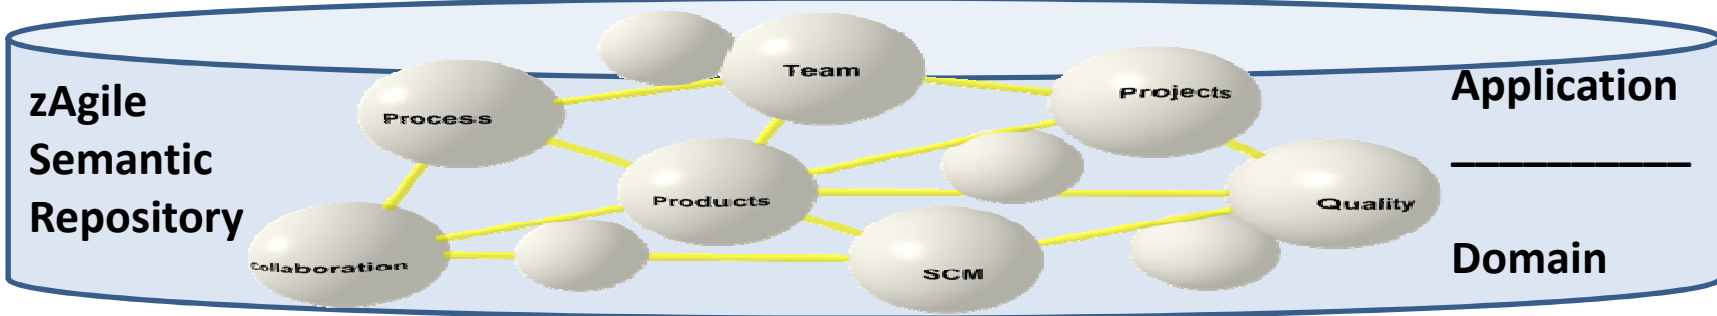 zAgile
Semantic
Repository
Team
Process
Projects
Products
Quality
Collaboration
SCM
Application
__________
Domain